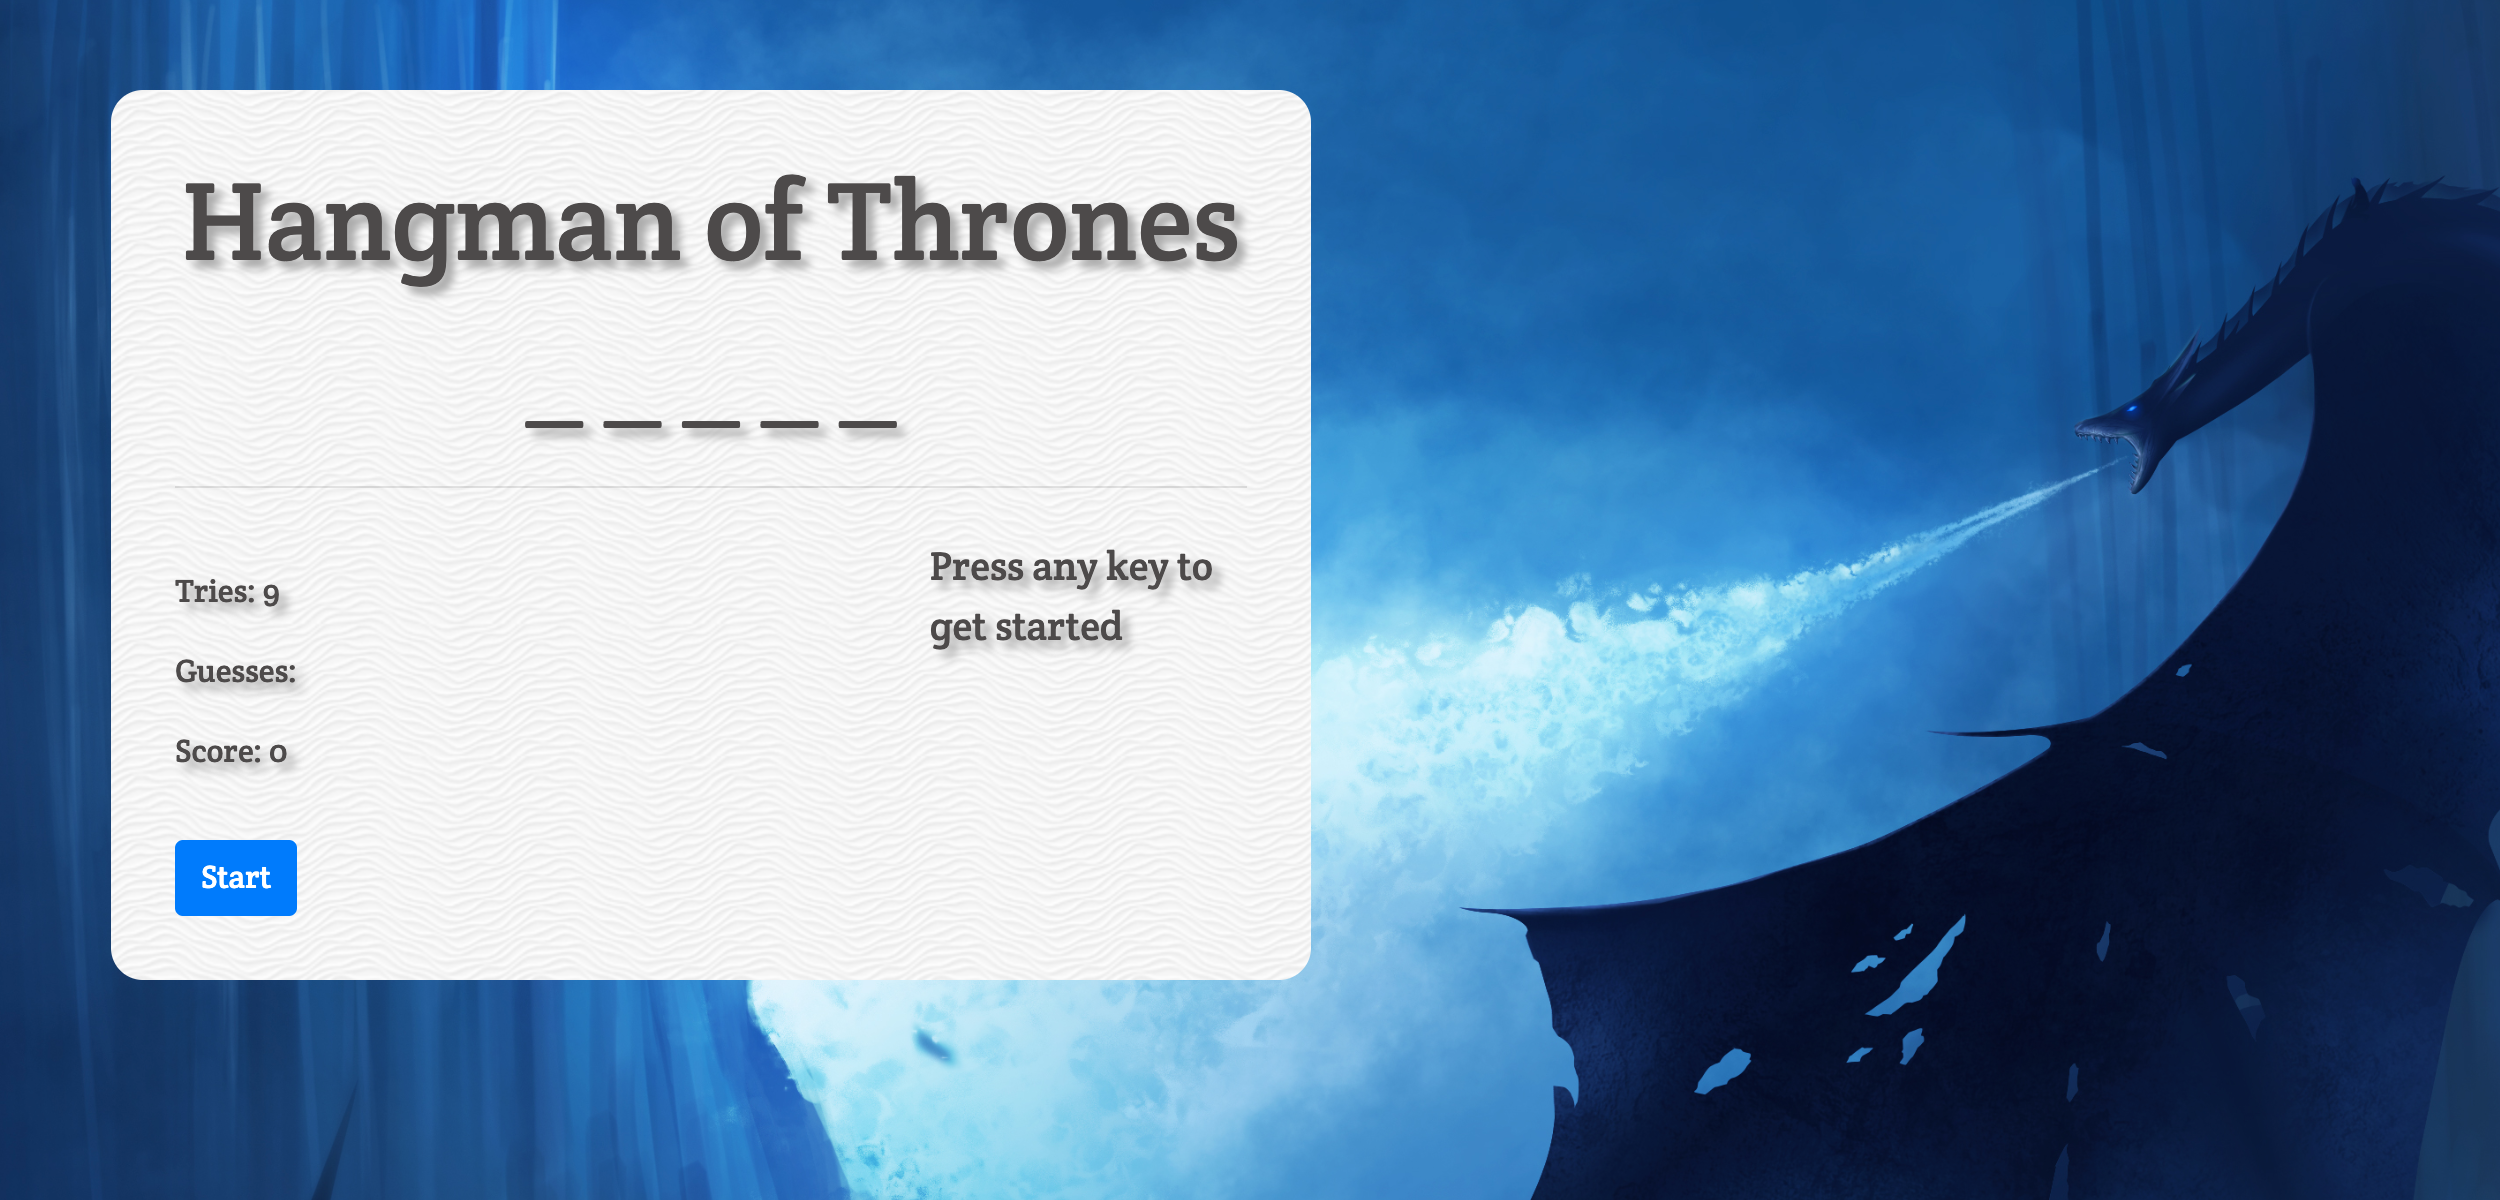 Hangman of Thrones
_ _ _ _ _
Press any key to
get started
Tries: 9
Guesses:
Score: 0
Start